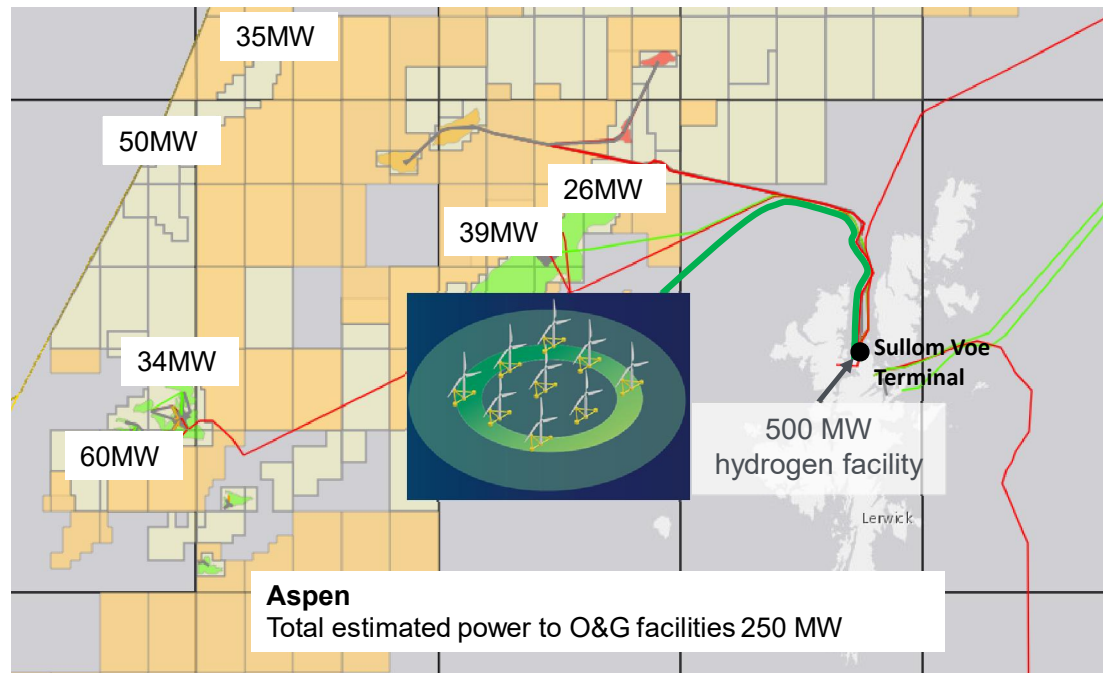 35MW
50MW
26MW
39MW
34MW
60MW
Sullom Voe
Terminal
500 MW
hydrogen facility
Lerwick
Aspen
Total estimated power to O&G facilities 250 MW